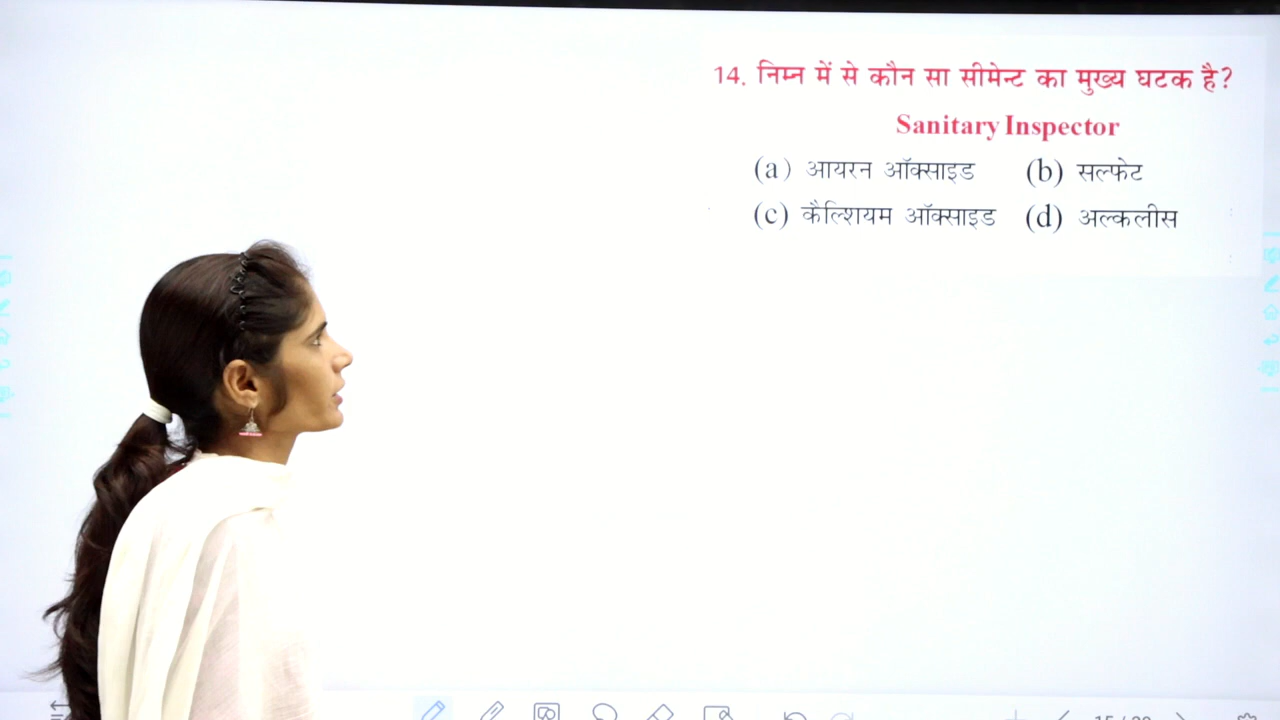 14. निम्न में से कौन सा सीमेन्ट का मुख्य घटक है?
Sanitary Inspector
(a) आयरन ऑक्साइड (b) सल्फेट
(c) कैल्शियम ऑक्साइड (d) अल्कलीस